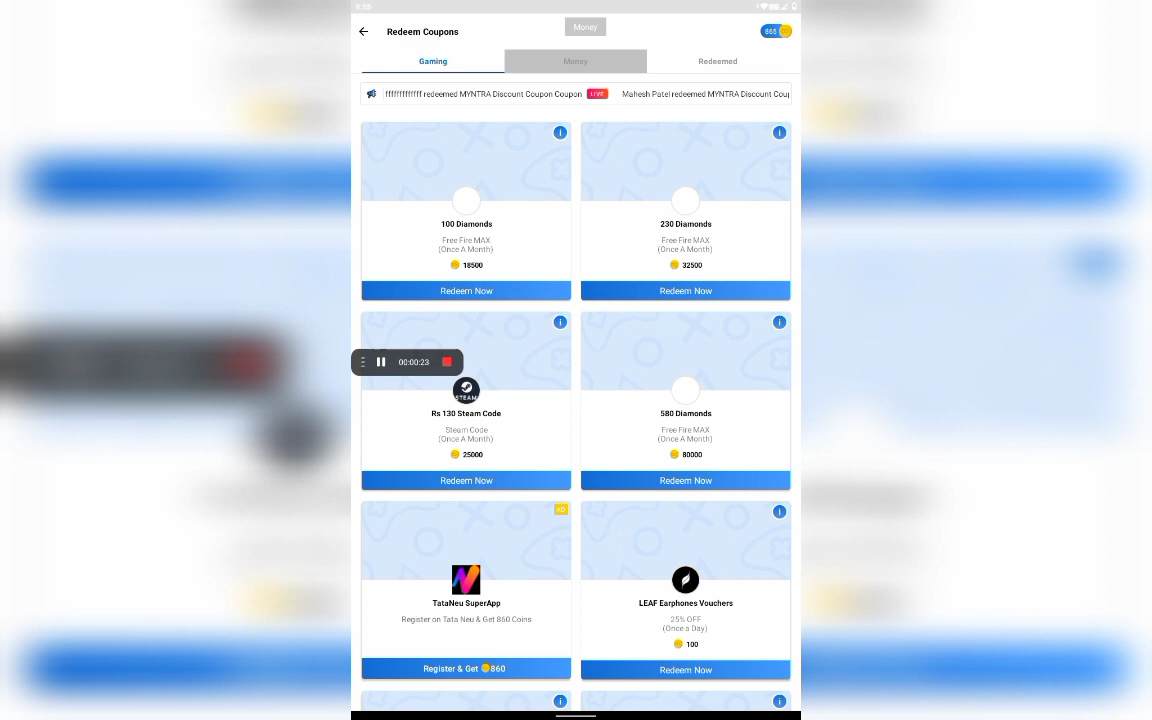 9:53
Redeem Coupons
Money
865
Gaming
Money
Redeemed
ffffffffffffff redeemed MYNTRA Discount Coupon Coupon LIVE Mahesh Patel redeemed MYNTRA Discount Coup
100 Diamonds
Free Fire MAX
(Once A Month)
18500
Redeem Now
230 Diamonds
Free Fire MAX
(Once A Month)
32500
Redeem Now
00:00:23
STEAM
Rs 130 Steam Code
Steam Code
(Once A Month)
25000
Redeem Now
580 Diamonds
Free Fire MAX
(Once A Month)
80000
Redeem Now
AD
TataNeu SuperApp
Register on Tata Neu & Get 860 Coins
Register & Get 860
LEAF Earphones Vouchers
25% OFF
(Once a Day)
100
Redeem Now